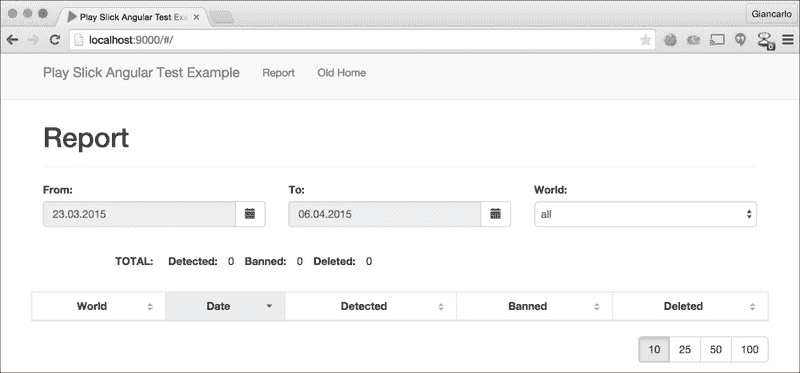 Play Slick Angular Test Exa
Giancarlo
localhost:9000/#/
Play Slick Angular Test Example Report Old Home
Report
From: To: World:
23.03.2015 06.04.2015 all
TOTAL: Detected: 0 Banned: 0 Deleted: 0
World Date Detected Banned Deleted
10 25 50 100